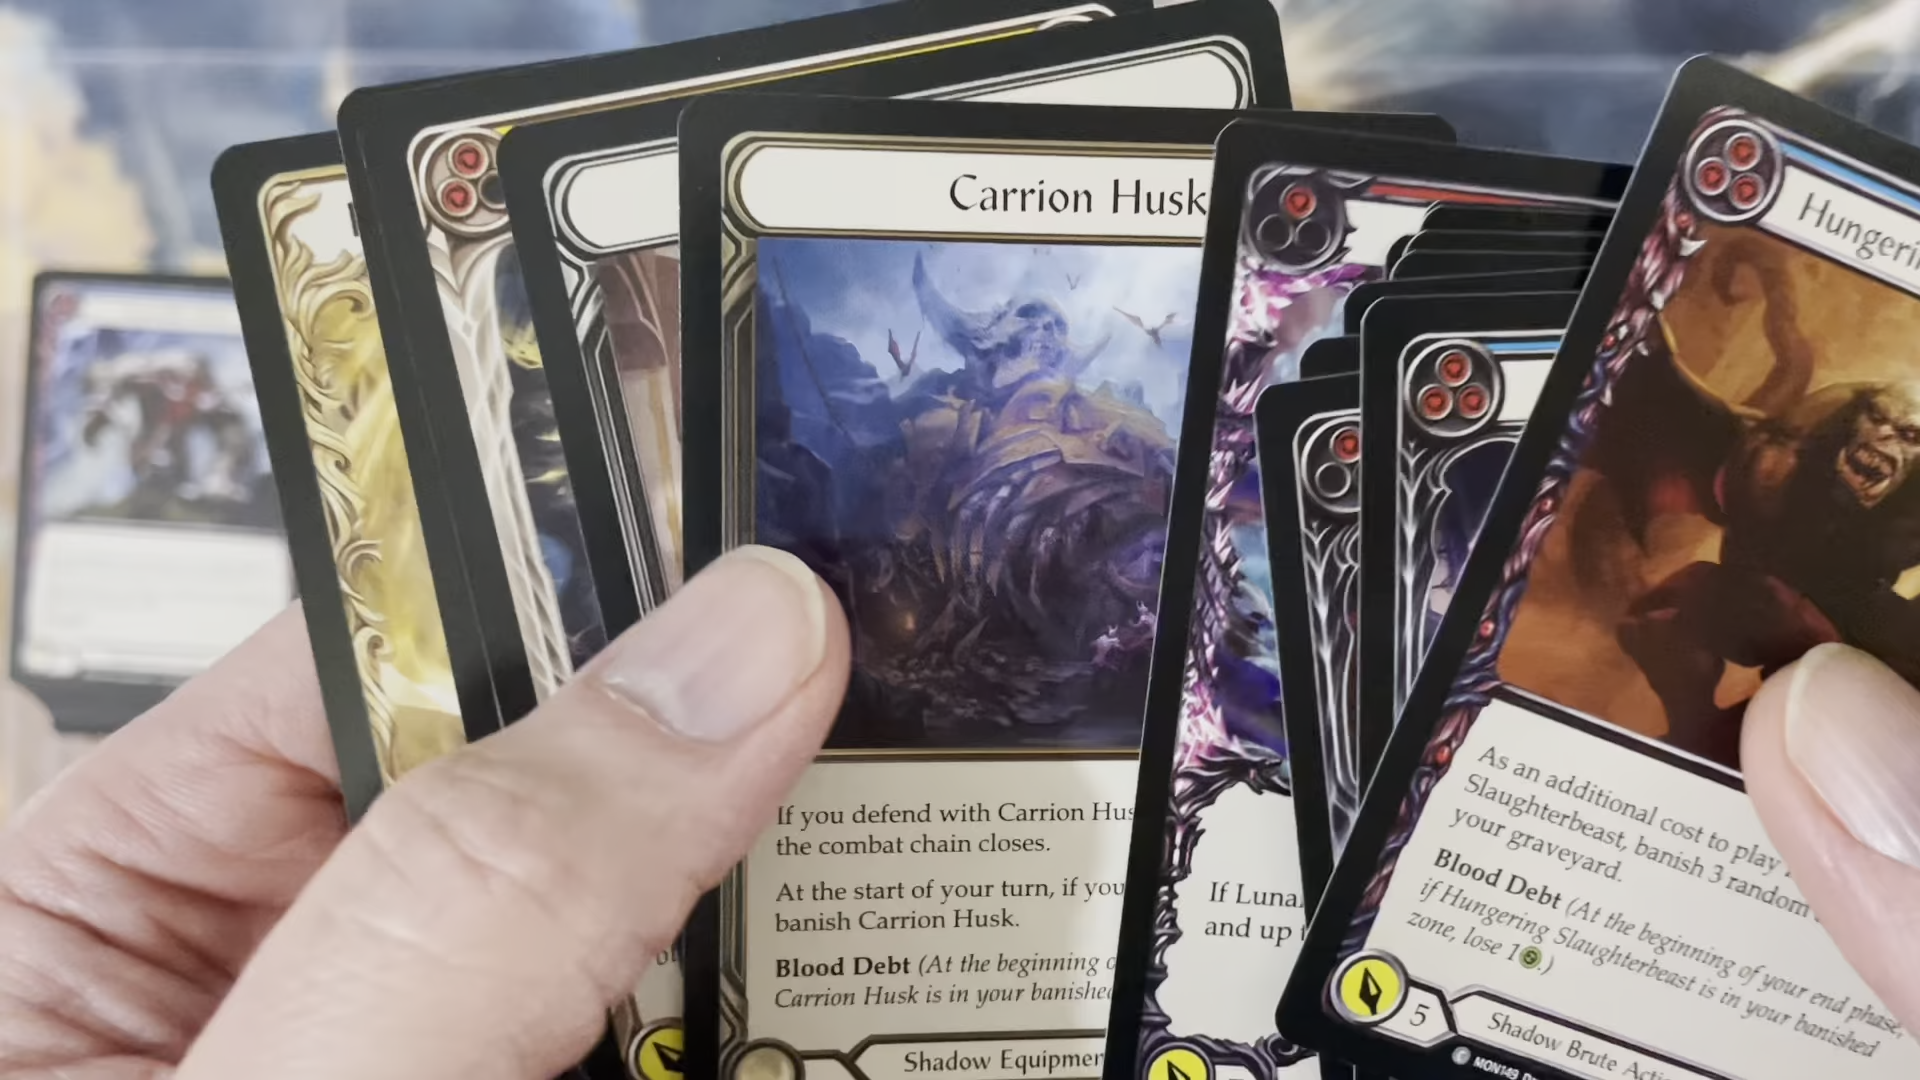 Carrion Husk
If you defend with Carrion Hus
the combat chain closes.
At the start of your turn, if you
banish Carrion Husk.
Blood Debt (At the beginning o
Carrion Husk is in your banished
Shadow Equipmen
If Luna
and up t
Hungerin
As an additional cost to play
Slaughterbeast, banish 3 random
your graveyard.
Blood Debt (At the beginning of your end phase,
if Hungering Slaughterbeast is in your banished
zone, lose 1 .)
5
Shadow Brute Acti
C MON149